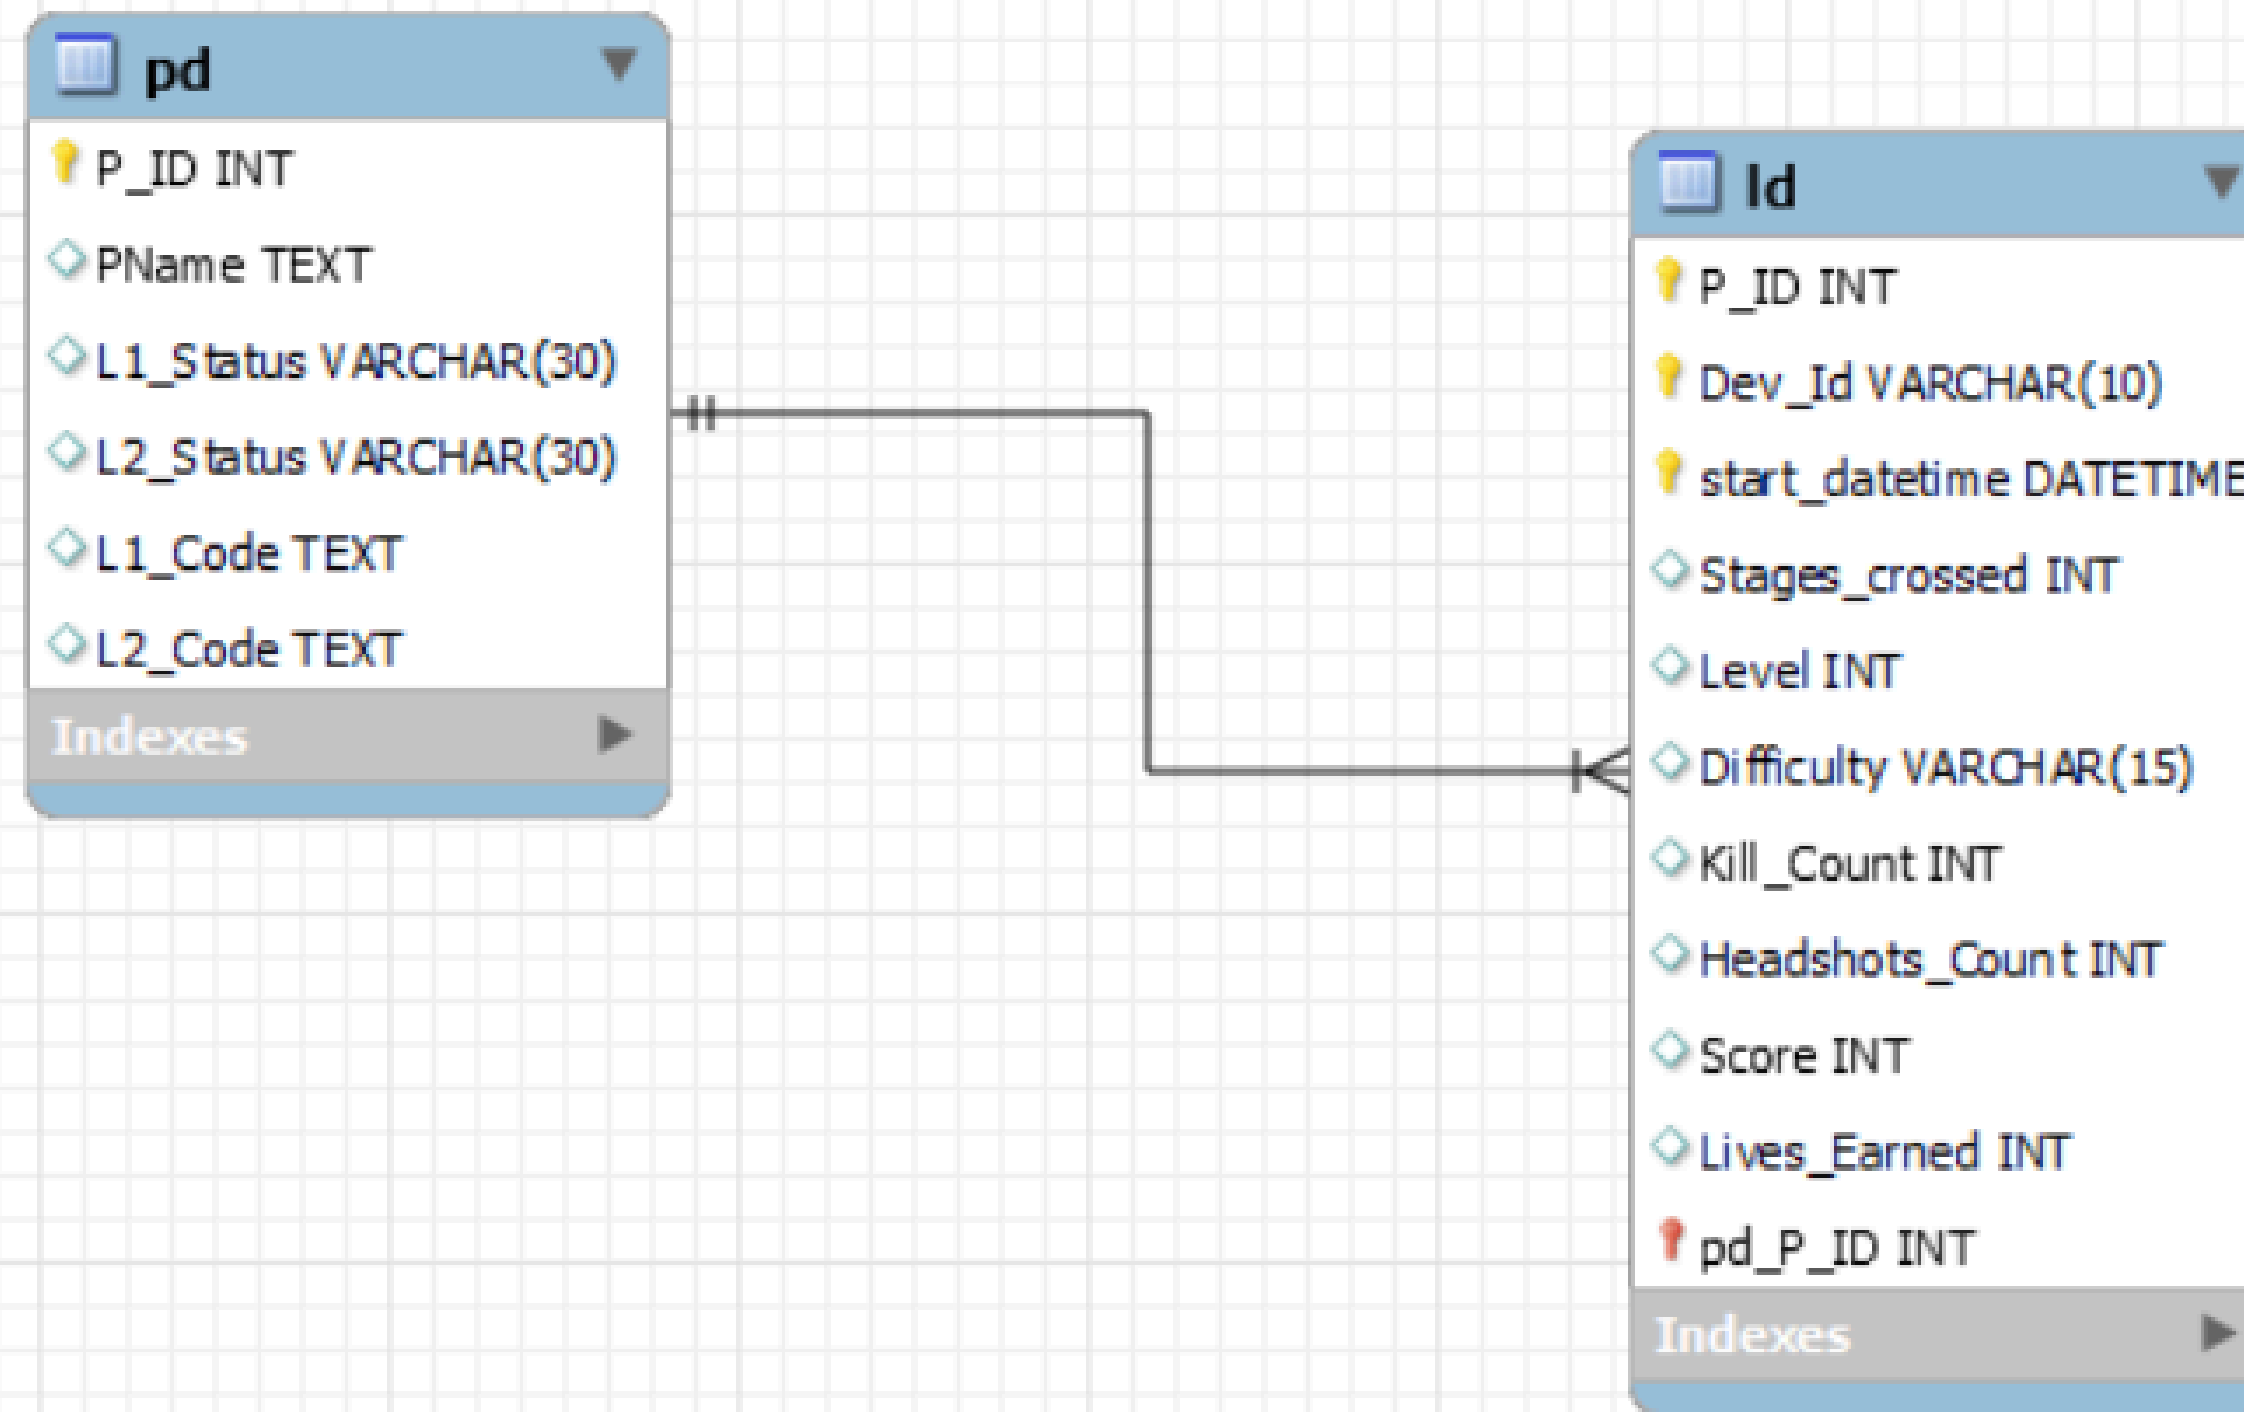 pd
P_ID INT
PName TEXT
L1_Status VARCHAR(30)
L2_Status VARCHAR(30)
L1_Code TEXT
L2_Code TEXT
Indexes
ld
P_ID INT
Dev_Id VARCHAR(10)
start_datetime DATETIME
Stages_crossed INT
Level INT
Difficulty VARCHAR(15)
Kill_Count INT
Headshots_Count INT
Score INT
Lives_Earned INT
pd_P_ID INT
Indexes